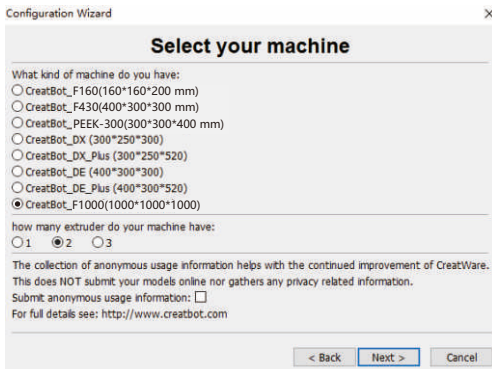 Configuration Wizard
Select your machine
What kind of machine do you have:
CreatBot_F160(160*160*200 mm)
CreatBot_F430(400*300*300 mm)
CreatBot_PEEK-300(300*300*400 mm)
CreatBot_DX (300*250*300)
CreatBot_DX_Plus (300*250*520)
CreatBot_DE (400*300*300)
CreatBot_DE_Plus (400*300*520)
CreatBot_F1000(1000*1000*1000)
how many extruder do your machine have:
1 2 3
The collection of anonymous usage information helps with the continued improvement of CreatWare.
This does NOT submit your models online nor gathers any privacy related information.
Submit anonymous usage information:
For full details see: http://www.creatbot.com
< Back Next > Cancel